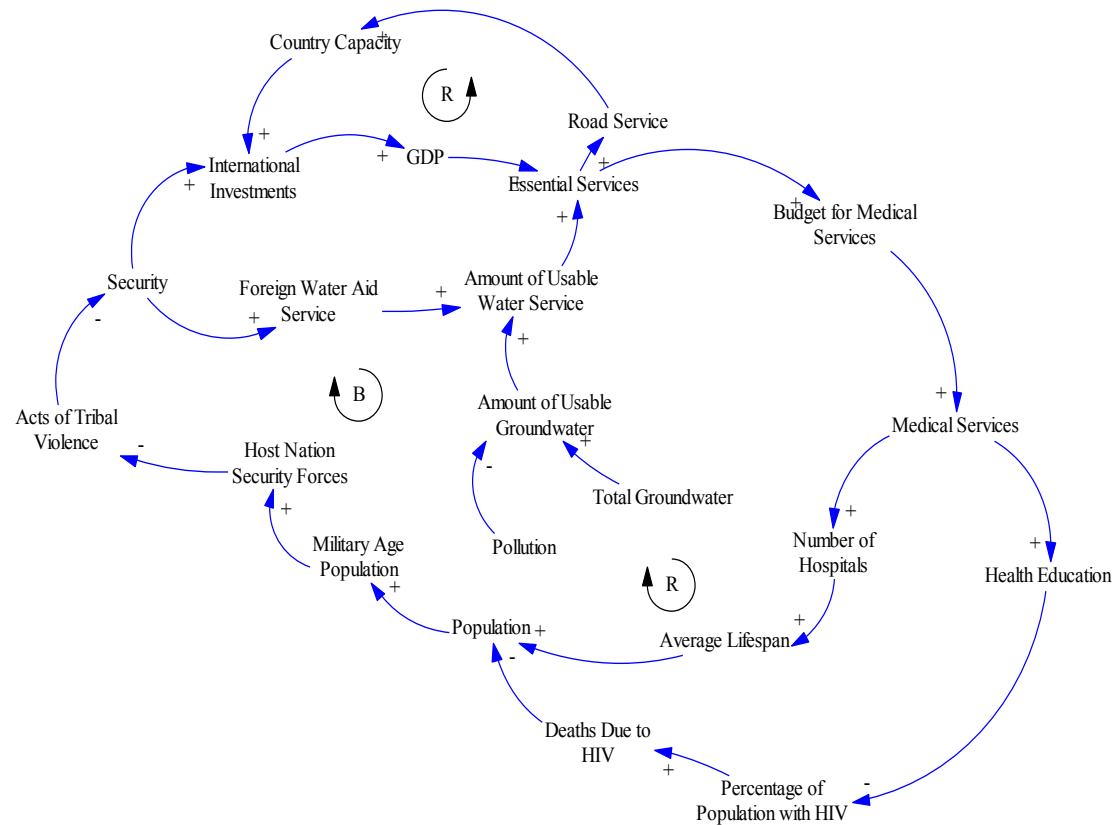 Country Capacity
+
R
Road Service
+
International
Investments
+
GDP
+
Essential Services
+
+
Budget for Medical
Services
+
+
Security
-
Foreign Water Aid
Service
+
+
Amount of Usable
Water Service
+
B
Acts of Tribal
Violence
-
Host Nation
Security Forces
+
Amount of Usable
Groundwater
-
+
Total Groundwater
Pollution
Medical Services
+
Number of
Hospitals
+
Health Education
+
Military Age
Population
+
R
Population
+
-
Average Lifespan
+
Deaths Due to
HIV
+
Percentage of
Population with HIV
-